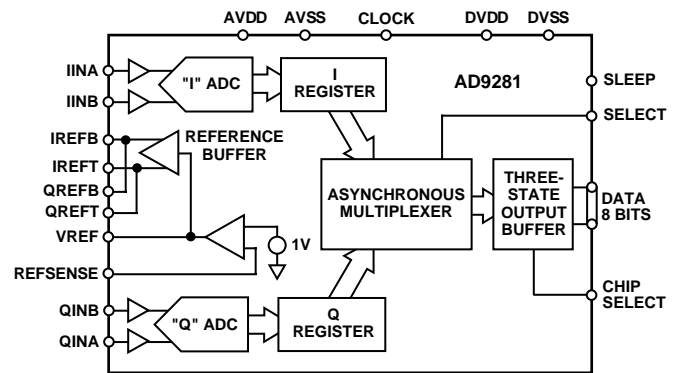 AVDD AVSS CLOCK DVDD DVSS
IINA
IINB
"I" ADC
I
REGISTER
AD9281
SLEEP
SELECT
IREFB
IREFT
QREFB
QREFT
VREF
REFSENSE
REFERENCE
BUFFER
1V
ASYNCHRONOUS
MULTIPLEXER
THREE-
STATE
OUTPUT
BUFFER
DATA
8 BITS
CHIP
SELECT
QINB
QINA
"Q" ADC
Q
REGISTER